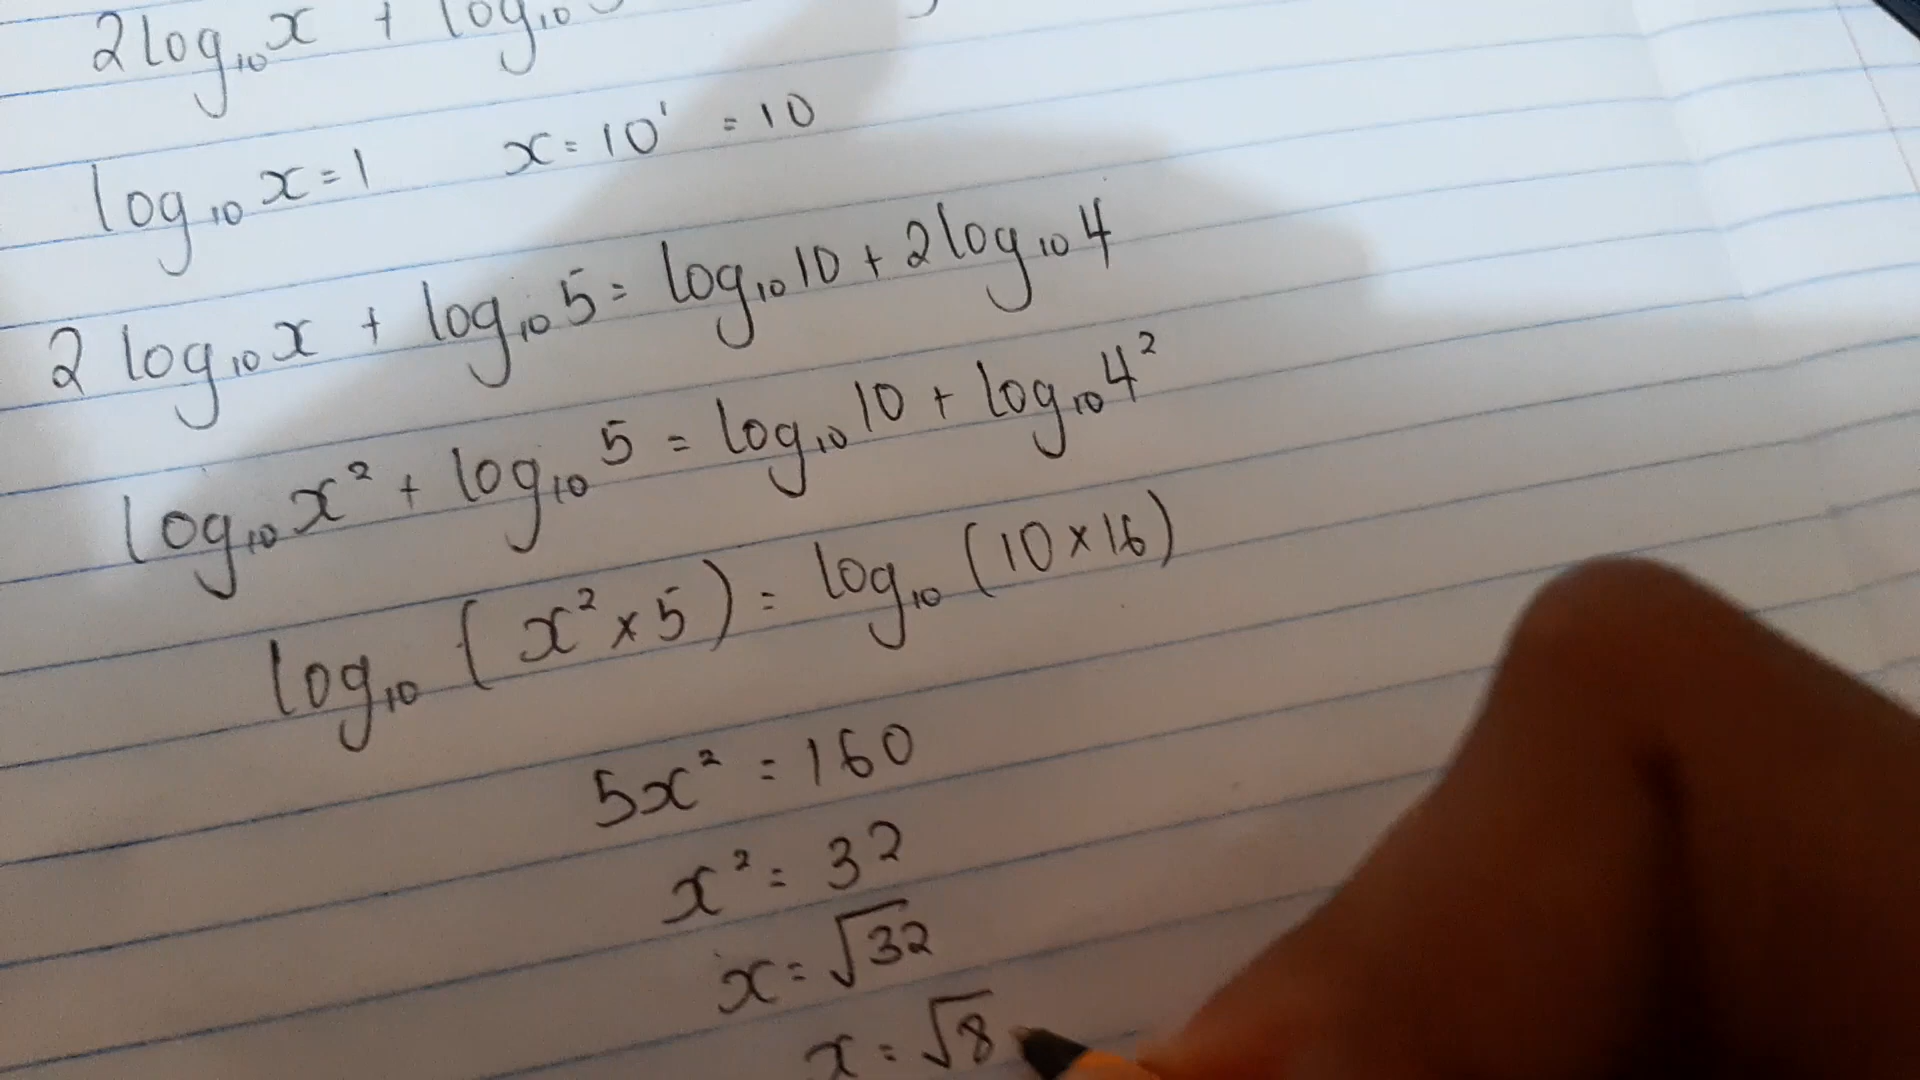 2log₁₀x + log₁₀
log₁₀x=1 x=10¹ =10
2 log₁₀x + log₁₀5 = log₁₀10 + 2log₁₀4
log₁₀x² + log₁₀5 = log₁₀10 + log₁₀4²
log₁₀(x²×5) = log₁₀(10×16)
5x² = 160
x² = 32
x = √32
x = √8